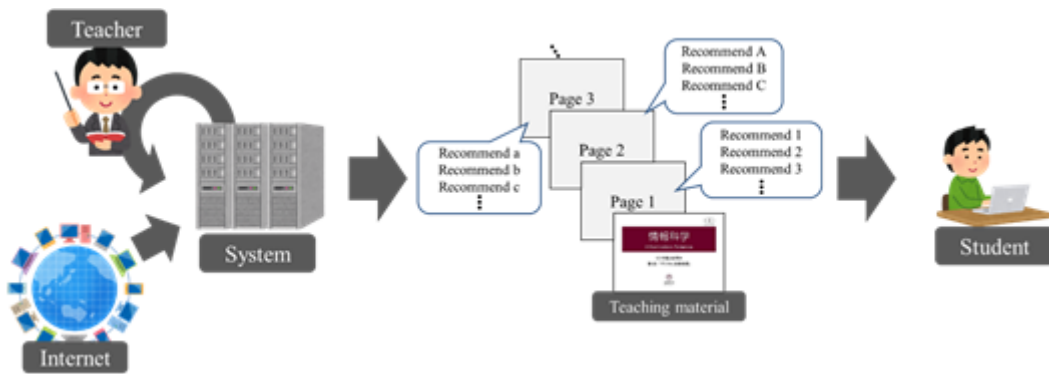 Teacher
Internet
System
Page 3
Page 2
Page 1
Recommend a
Recommend b
Recommend c
Recommend A
Recommend B
Recommend C
Recommend 1
Recommend 2
Recommend 3
情報科学
Teaching material
Student